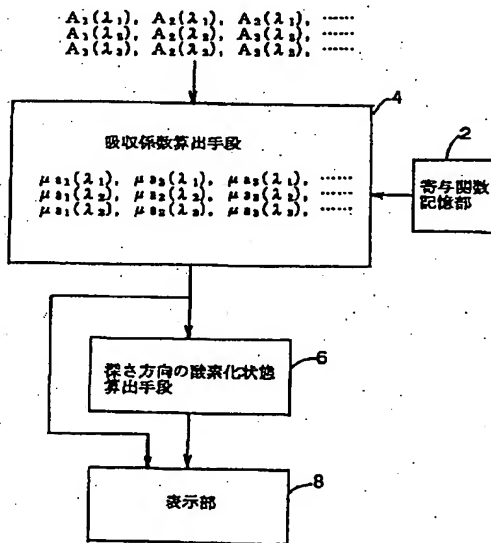 A₁(λ₁), A₂(λ₁), A₃(λ₁), ……
A₁(λ₂), A₂(λ₂), A₃(λ₂), ……
A₁(λ₃), A₂(λ₃), A₃(λ₃), ……
4
吸収係数算出手段
2
μa₁(λ₁), μa₂(λ₁), μa₃(λ₁), ……
μa₁(λ₂), μa₂(λ₂), μa₃(λ₂), ……
μa₁(λ₃), μa₂(λ₃), μa₃(λ₃), ……
寄与関数
記憶部
深さ方向の酸素化状態
算出手段
6
表示部
8